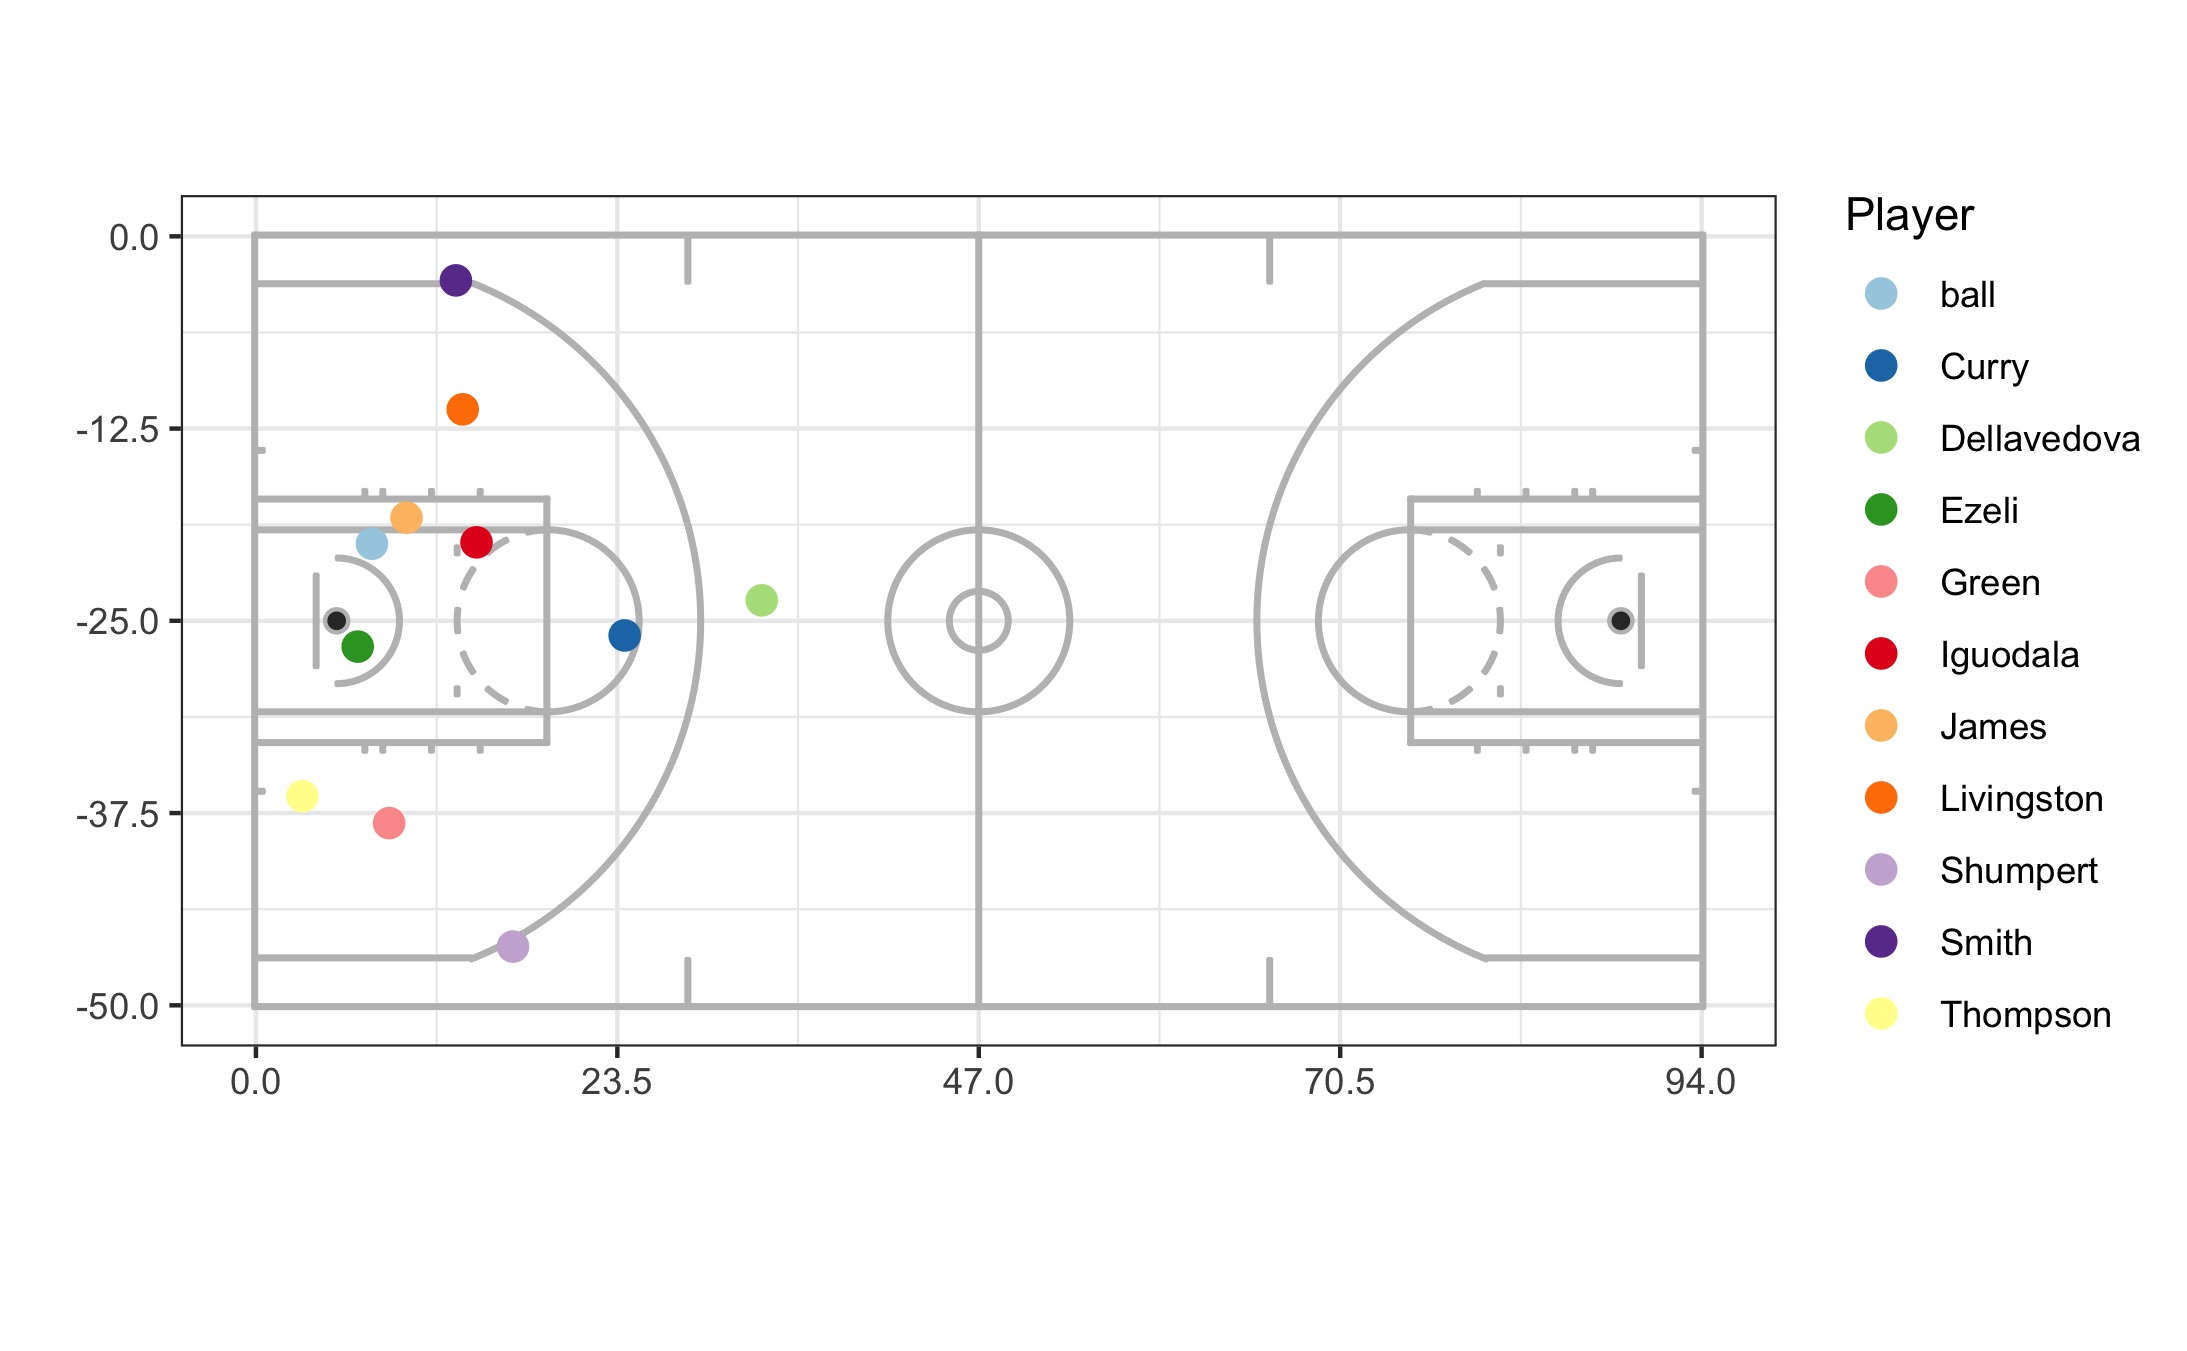 0.0
-12.5
-25.0
-37.5
-50.0
0.0 23.5 47.0 70.5 94.0
Player
ball
Curry
Dellavedova
Ezeli
Green
Iguodala
James
Livingston
Shumpert
Smith
Thompson